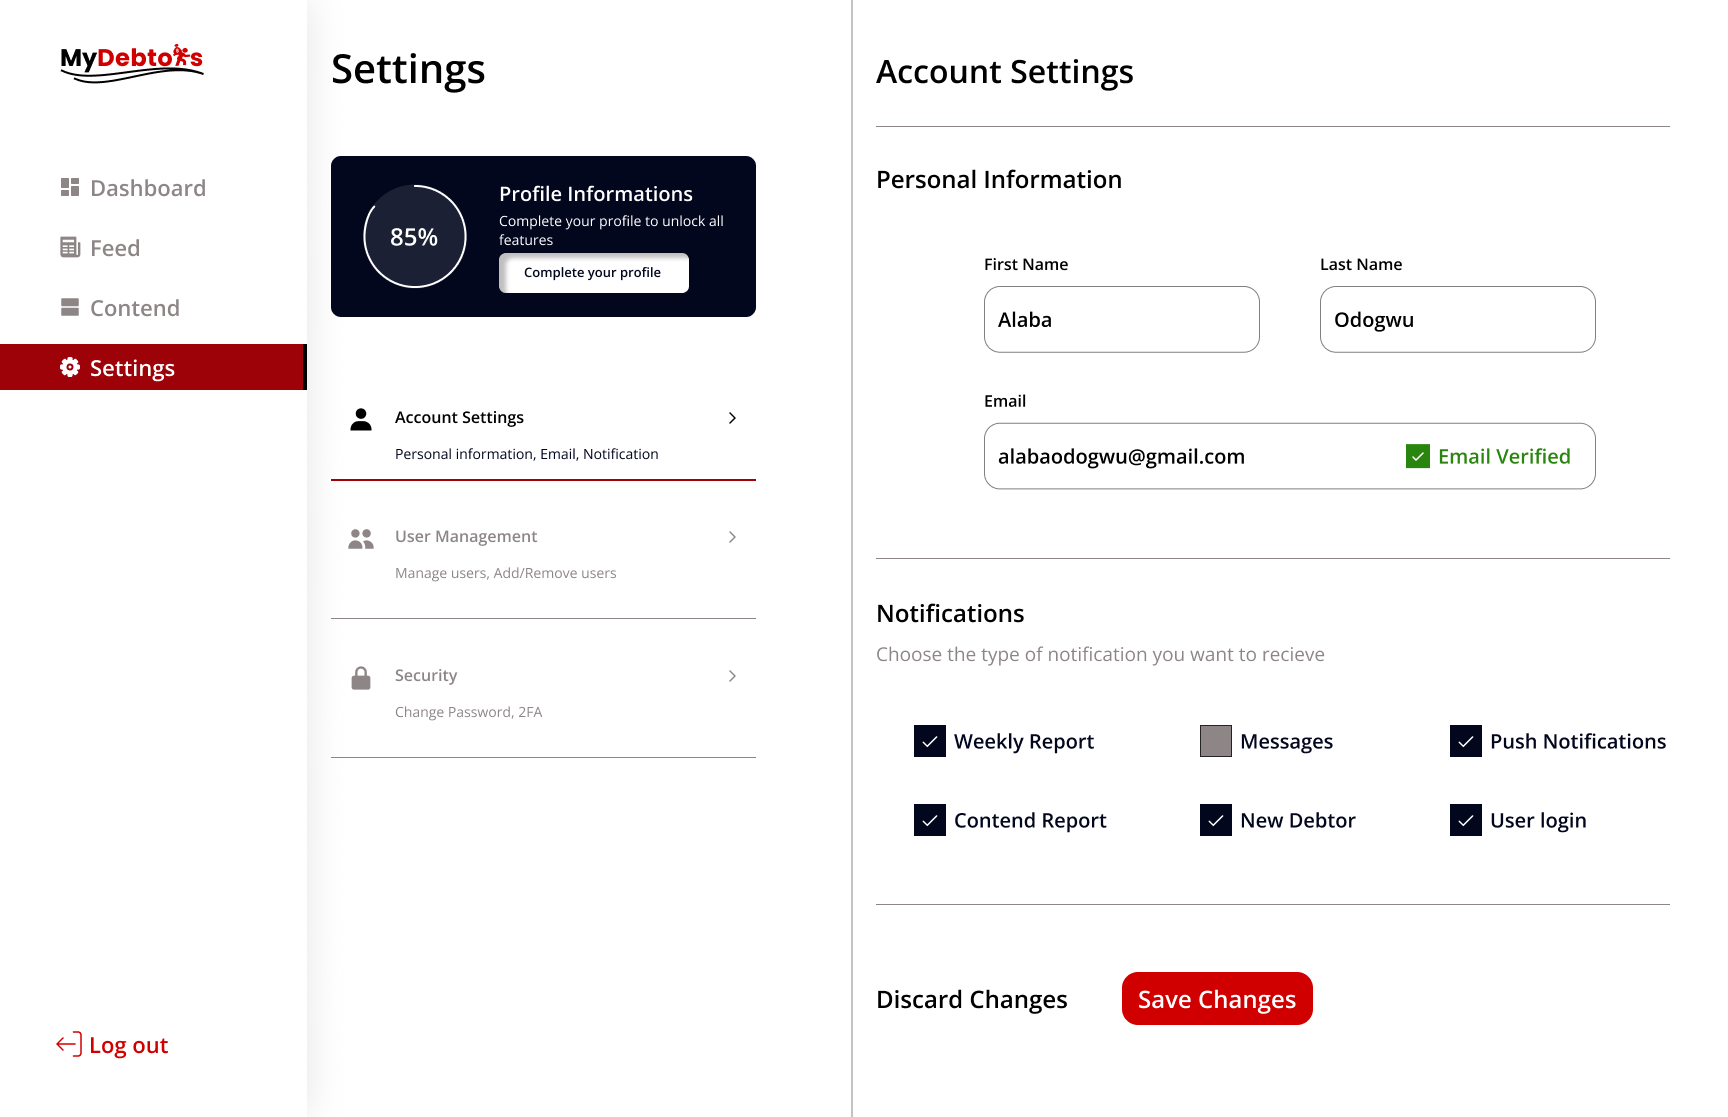 MyDebtors
Dashboard
Feed
Contend
Settings
Log out
Settings
85%
Profile Informations
Complete your profile to unlock all
features
Complete your profile
Account Settings
Personal information, Email, Notification
User Management
Manage users, Add/Remove users
Security
Change Password, 2FA
Account Settings
Personal Information
First Name
Last Name
Alaba
Odogwu
Email
alabaodogwu@gmail.com
Email Verified
Notifications
Choose the type of notification you want to recieve
Weekly Report
Messages
Push Notifications
Contend Report
New Debtor
User login
Discard Changes
Save Changes